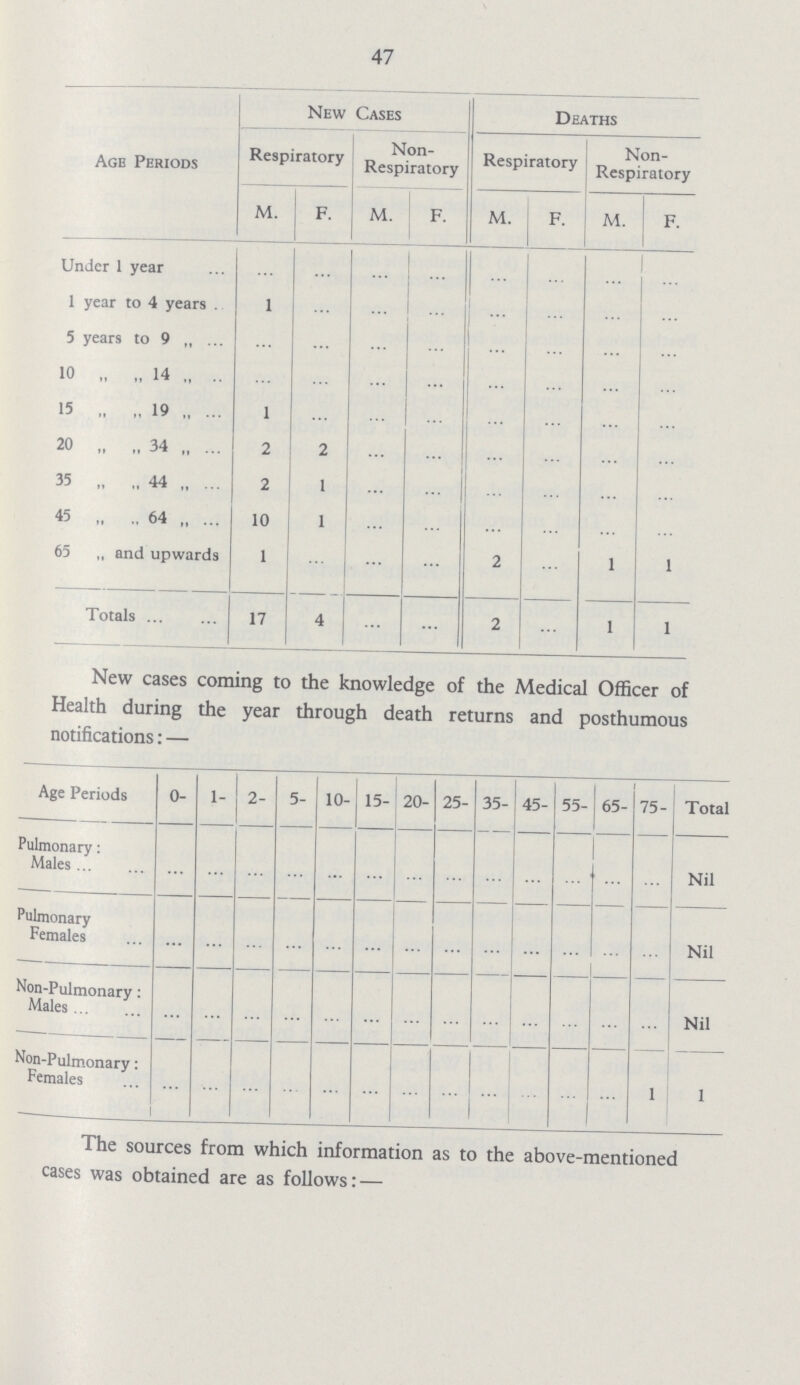 47
New Cases Deaths
Age Periods Respiratory Non-Respiratory Respiratory Non-Respiratory
M. F. M. F. M. F. M. F.
Under 1 year ... ... ... ... ... ... ... ... ...
1 year to 4 years . 1 ... ... ... ... ... ... ...
5 years to 9 „ ... ... ... ... ... ... ... ... ...
10 „ „ 14 „ .. ... ... ... ... ... ... ... ...
15 „ „ 19 „ ... 1 ... ... ... ... ... ... ...
20 „ „ 34 „ ... 2 2 ... ... ... ... ... ...
35 „ „ 44 „ ... 2 1 ... ... ... ... ... ...
45 „ „ 64 „ ... 10 1 ... ... ... ... ... ...
65 „ and upwards 1 ... ... ... 2 ... 1 1
Totals ... ... 17 4 ... ... 2 ... 1 1
New cases coming to the knowledge of the Medical Officer of
Health during the year through death returns and posthumous
notifications: —
Age Periods 0- 1- 2- 5- 10- 15- 20- 25- 35- 45- 55- 65- 75- Total
Pulmonary:
Males ... ... ... ... ... ... ... ... ... ... ... ... ... ... ... Nil
Pulmonary
Females ... ... ... ... ... ... ... ... ... ... ... ... ... ... Nil
Non-Pulmonary:
Males ... ... ... ... ... ... ... ... ... ... ... ... ... ... ... Nil
Non-Pulmonary:
Females ... ... ... ... ... ... ... ... ... ... ... ... ... 1 1
The sources from which information as to the above-mentioned
cases was obtained are as follows: —